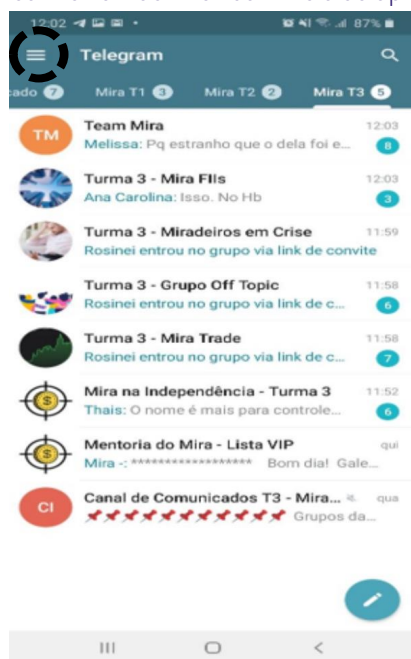 12:02 87%
Telegram
cado 7 Mira T1 3 Mira T2 2 Mira T3 5
TM Team Mira 12:03
Melissa: Pq estranho que o dela foi e... 8
Turma 3 - Mira FIIs 12:03
Ana Carolina: Isso. No Hb 3
Turma 3 - Miradeiros em Crise 11:59
Rosinei entrou no grupo via link de convite
Turma 3 - Grupo Off Topic 11:58
Rosinei entrou no grupo via link de c... 6
Turma 3 - Mira Trade 11:58
Rosinei entrou no grupo via link de c... 7
Mira na Independência - Turma 3 11:52
Thais: O nome é mais para controle... 6
Mentoria do Mira - Lista VIP qui
Mira -: ******************* Bom dia! Gale...
CI Canal de Comunicados T3 - Mira... qua
📌📌📌📌📌📌📌📌📌📌📌 Grupos da...